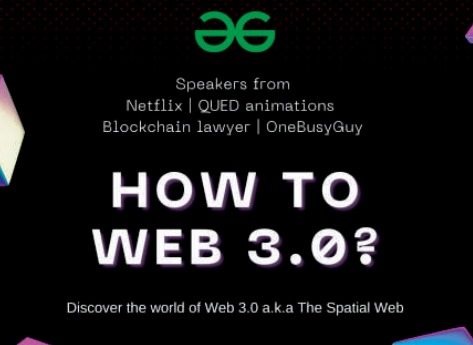 Speakers from
Netflix | QUED animations
Blockchain lawyer | OneBusyGuy
HOW TO
WEB 3.0?
Discover the world of Web 3.0 a.k.a The Spatial Web